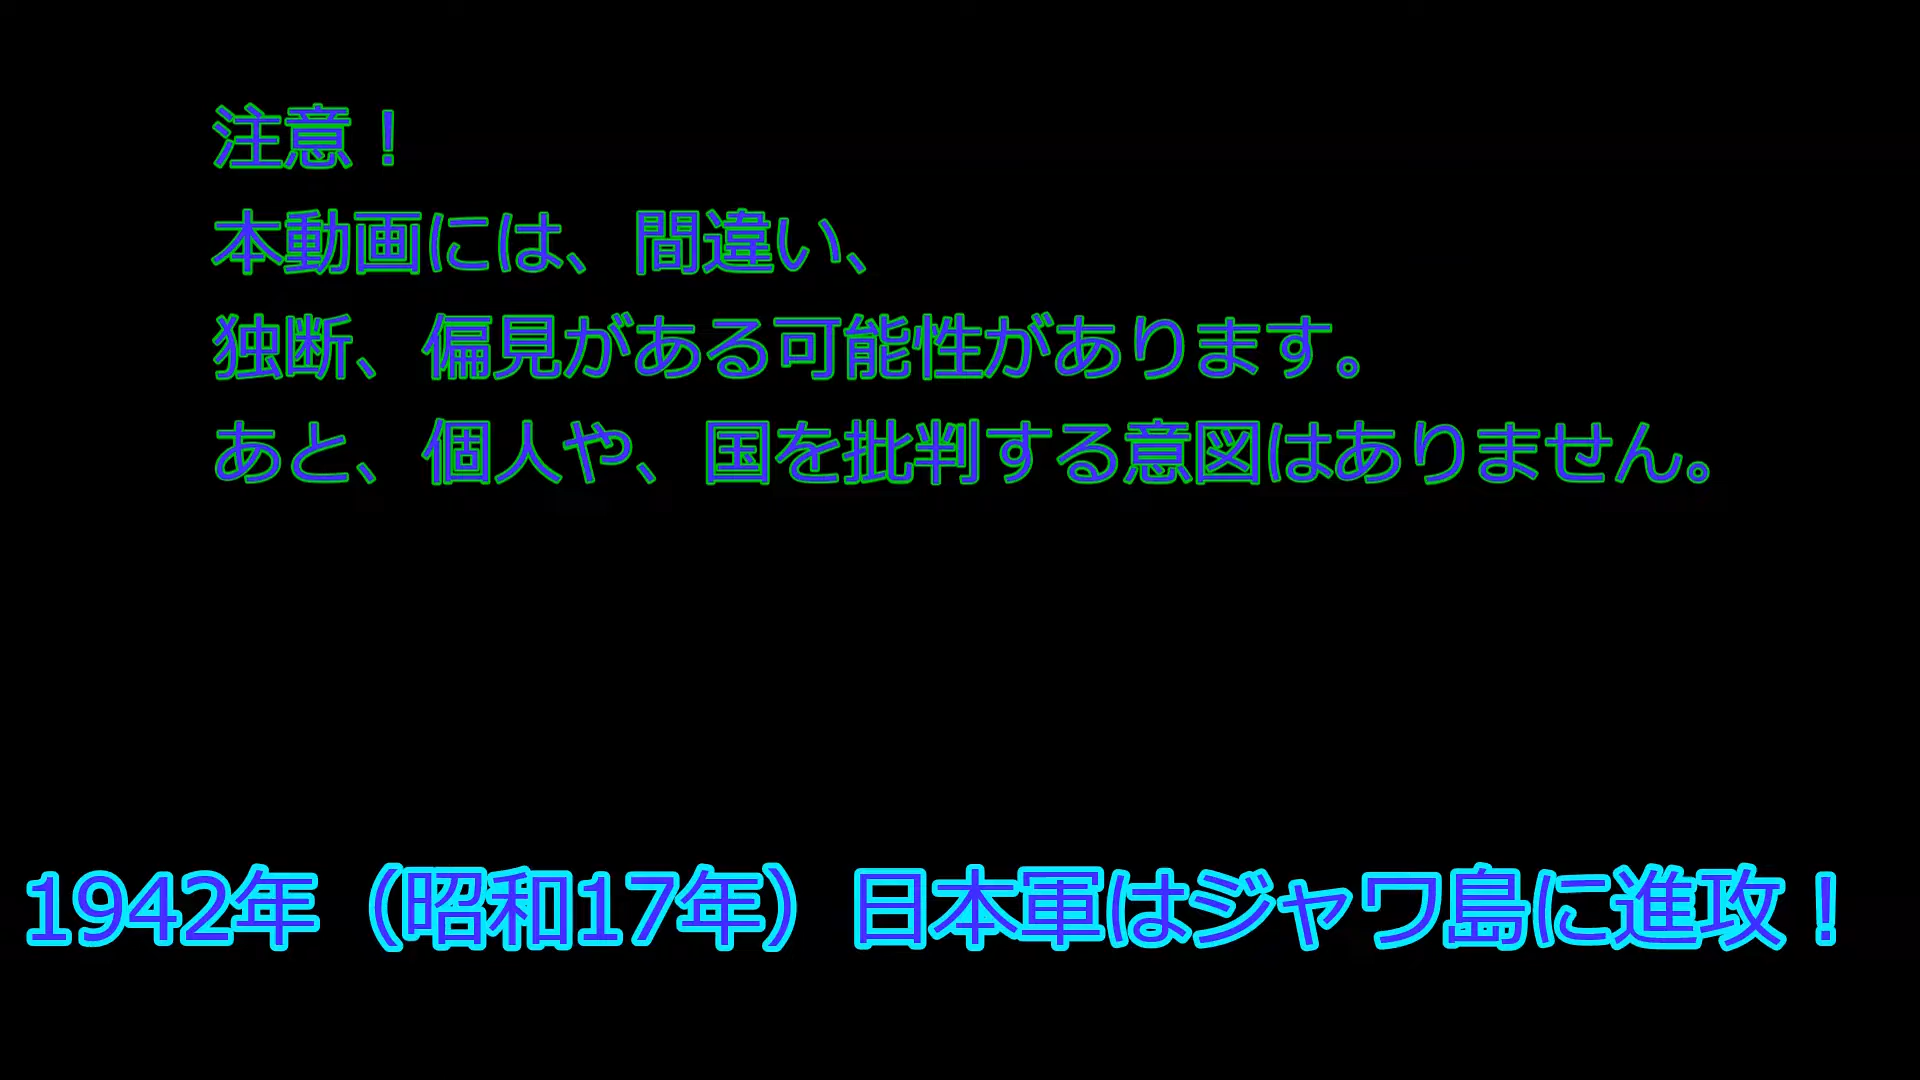 注意！
本動画には、間違い、
独断、偏見がある可能性があります。
あと、個人や、国を批判する意図はありません。
1942年（昭和17年）日本軍はジャワ島に進攻！